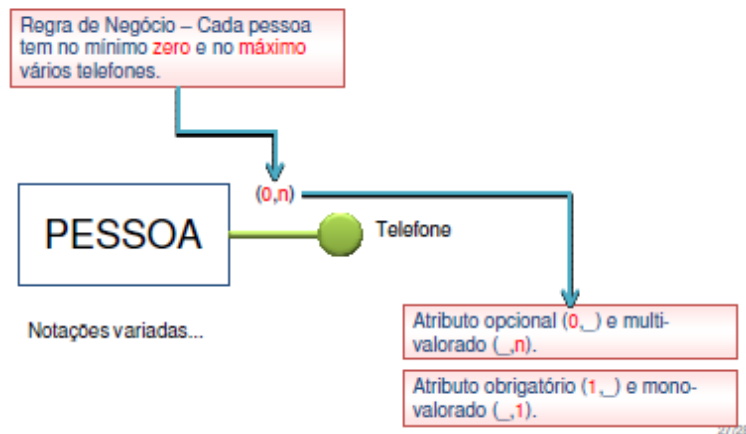 Regra de Negócio – Cada pessoa
tem no mínimo zero e no máximo
vários telefones.
(0,n)
PESSOA
Telefone
Notações variadas...
Atributo opcional (0,_) e multi-
valorado (_,n).
Atributo obrigatório (1,_) e mono-
valorado (_,1).